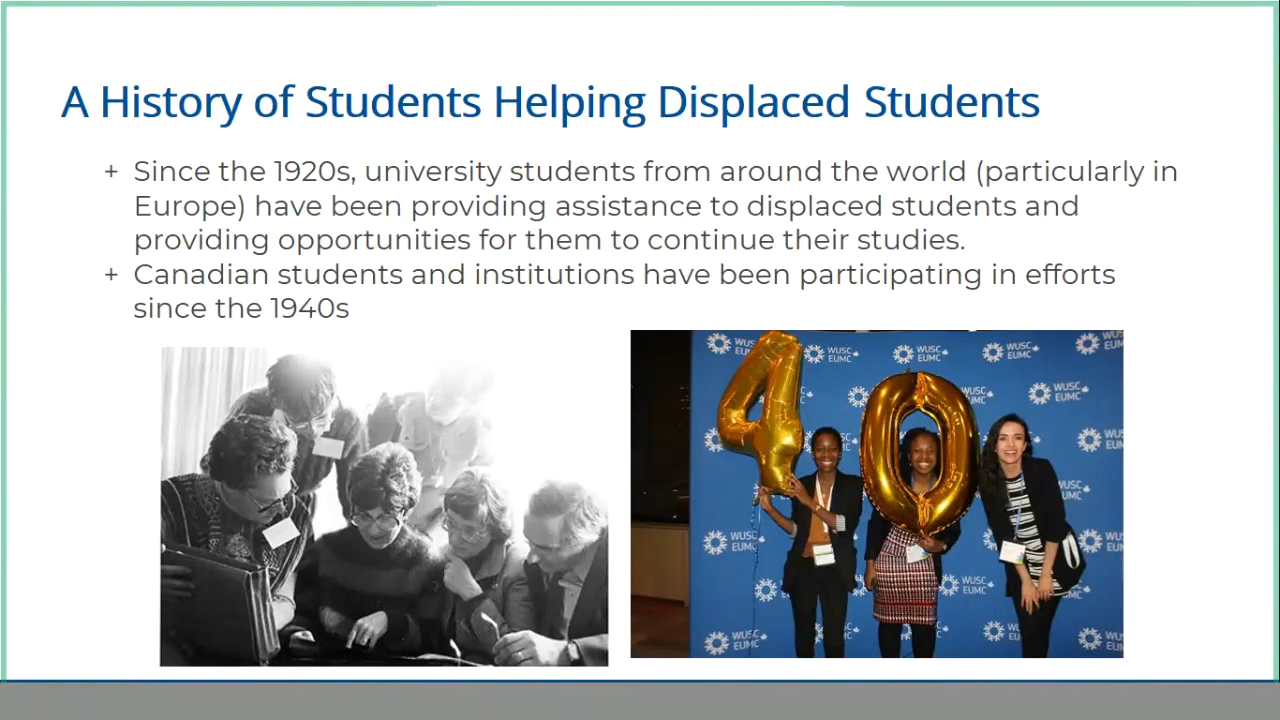 A History of Students Helping Displaced Students
+ Since the 1920s, university students from around the world (particularly in
Europe) have been providing assistance to displaced students and
providing opportunities for them to continue their studies.
+ Canadian students and institutions have been participating in efforts
since the 1940s
40
WUSC
EUMC